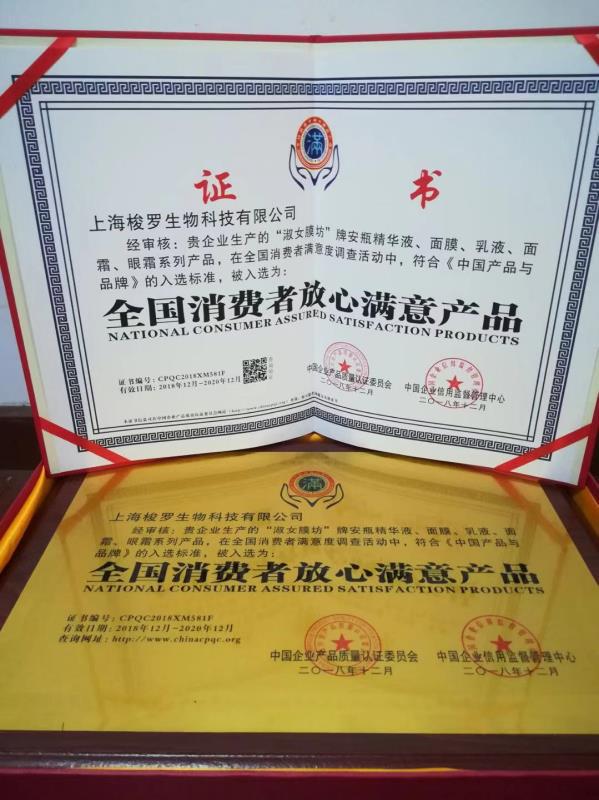 满
证 书
上海梭罗生物科技有限公司
经审核：贵企业生产的“淑女膜坊”牌安瓶精华液、面膜、乳液、面
霜、眼霜系列产品，在全国消费者满意度调查活动中，符合《中国产品与
品牌》的入选标准，被入选为：
全国消费者放心满意产品
NATIONAL CONSUMER ASSURED SATISFACTION PRODUCTS
证书编号：CPQC2018XM581F
有效日期：2018年12月-2020年12月
中国企业产品质量认证委员会
二〇一八年十二月
中国企业信用监督管理中心
二〇一八年十二月
满
上海梭罗生物科技有限公司
经审核：贵企业生产的“淑女膜坊”牌安瓶精华液、面膜、乳液、面
霜、眼霜系列产品，在全国消费者满意度调查活动中，符合《中国产品与
品牌》的入选标准，被入选为：
全国消费者放心满意产品
NATIONAL CONSUMER ASSURED SATISFACTION PRODUCTS
证书编号：CPQC2018XM581F
有效日期：2018年12月-2020年12月
查询网址：http://www.chinacpqc.org
中国企业产品质量认证委员会
二〇一八年十二月
中国企业信用监督管理中心
二〇一八年十二月